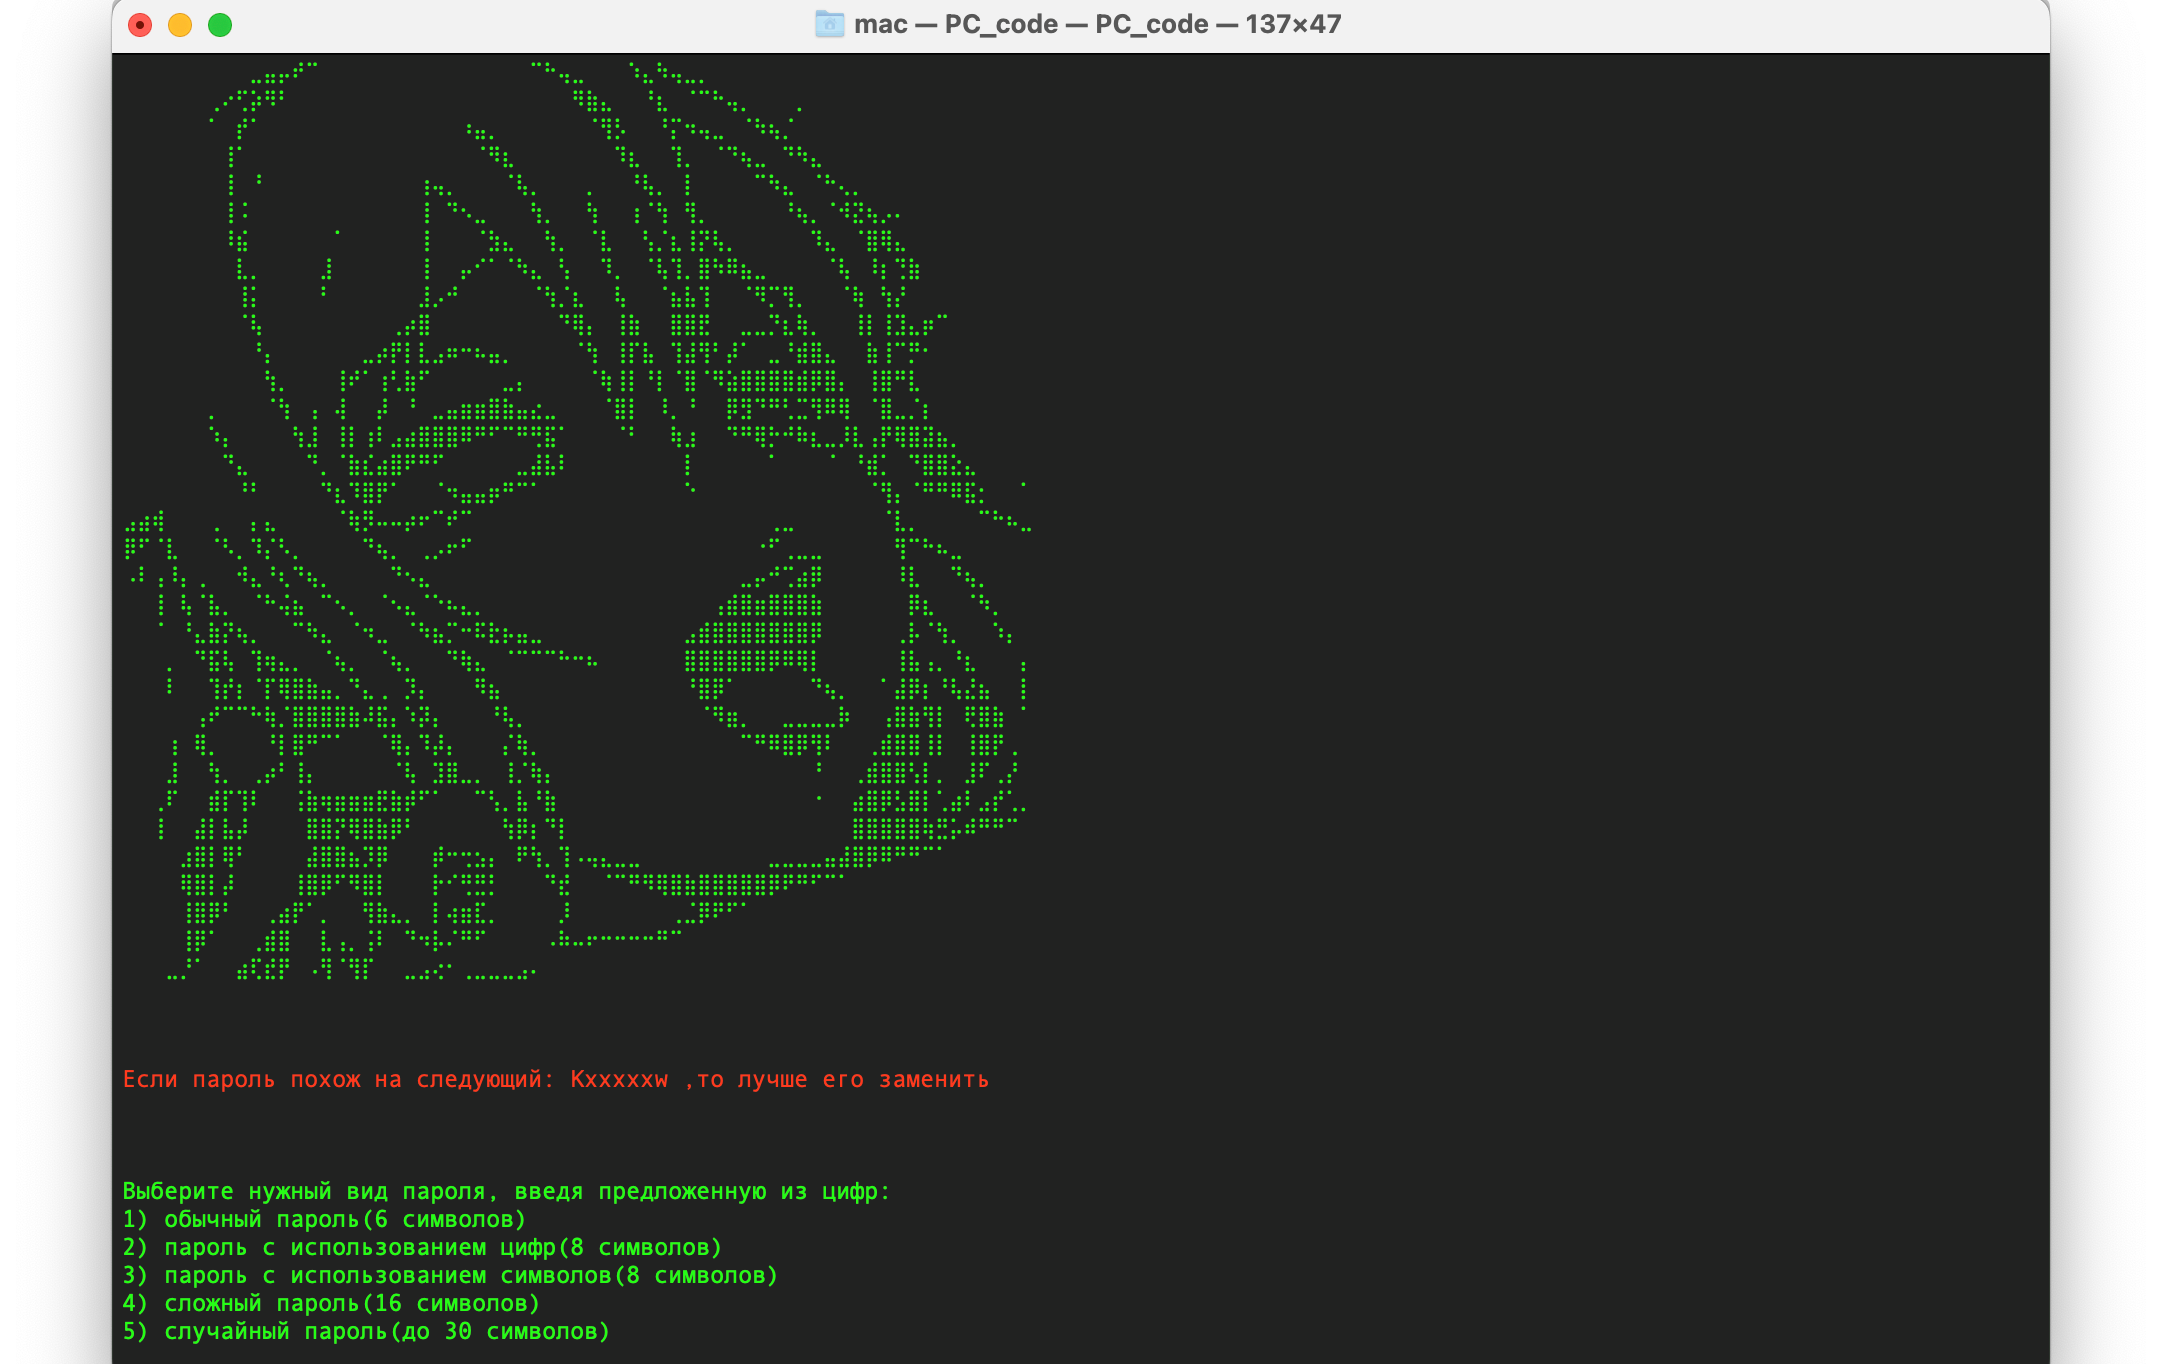 mac — PC_code — PC_code — 137×47
Если пароль похож на следующий: Kxxxxxw ,то лучше его заменить
Выберите нужный вид пароля, введя предложенную из цифр:
1) обычный пароль(6 символов)
2) пароль с использованием цифр(8 символов)
3) пароль с использованием символов(8 символов)
4) сложный пароль(16 символов)
5) случайный пароль(до 30 символов)